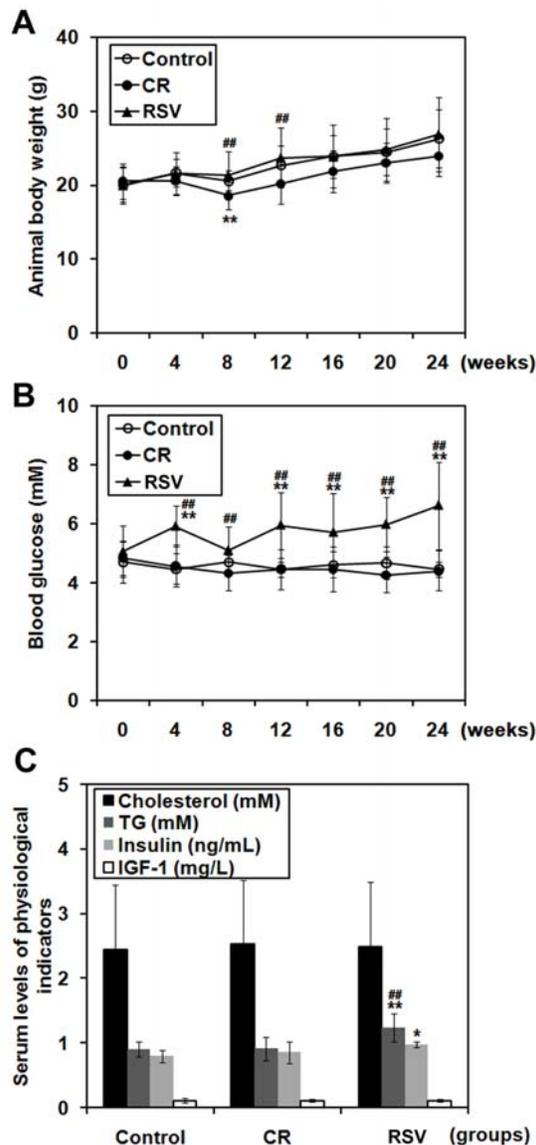 A
40
30
20
10
0
Animal body weight (g)
Control
CR
RSV
##
##
**
0 4 8 12 16 20 24 (weeks)
B
10
8
6
4
2
0
Blood glucose (mM)
Control
CR
RSV
##
**
##
##
**
##
**
##
**
##
**
0 4 8 12 16 20 24 (weeks)
C
5
4
3
2
1
0
Serum levels of physiological
indicators
Cholesterol (mM)
TG (mM)
Insulin (ng/mL)
IGF-1 (mg/L)
##
**
*
Control CR RSV (groups)